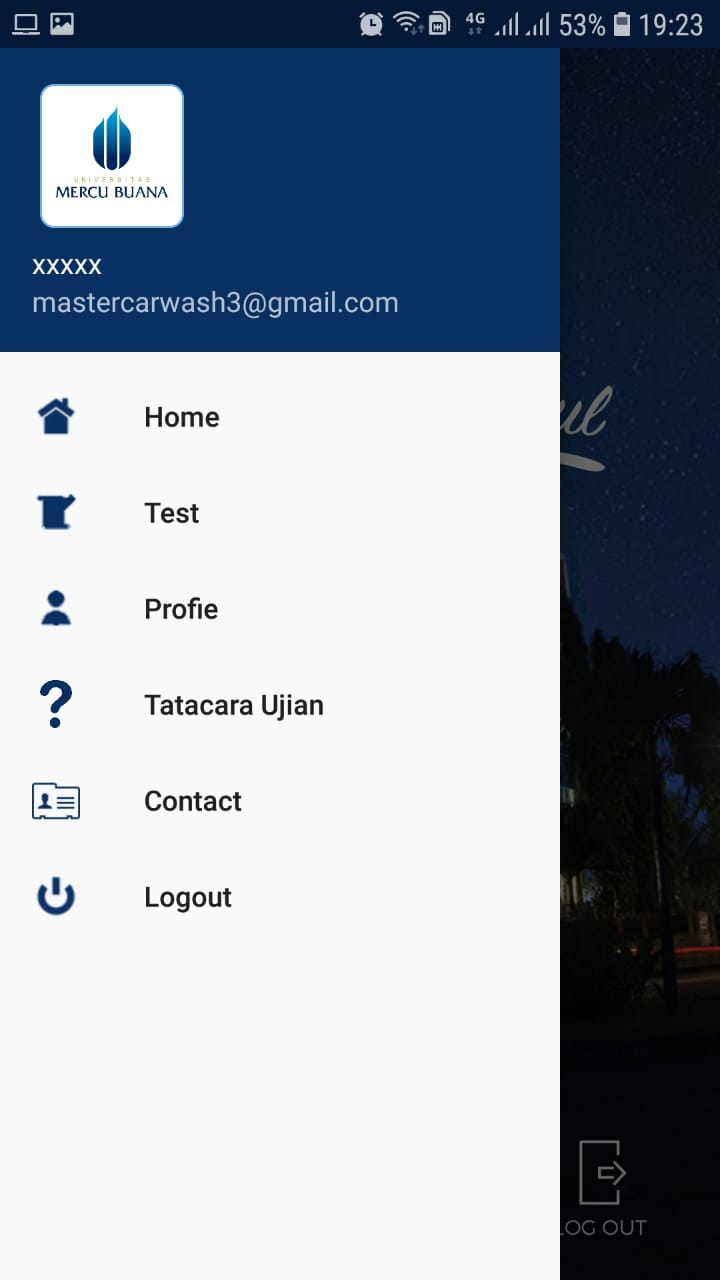 4G 53% 19:23
UNIVERSITAS
MERCU BUANA
xxxxx
mastercarwash3@gmail.com
Home
Test
Profie
Tatacara Ujian
Contact
Logout
LOG OUT